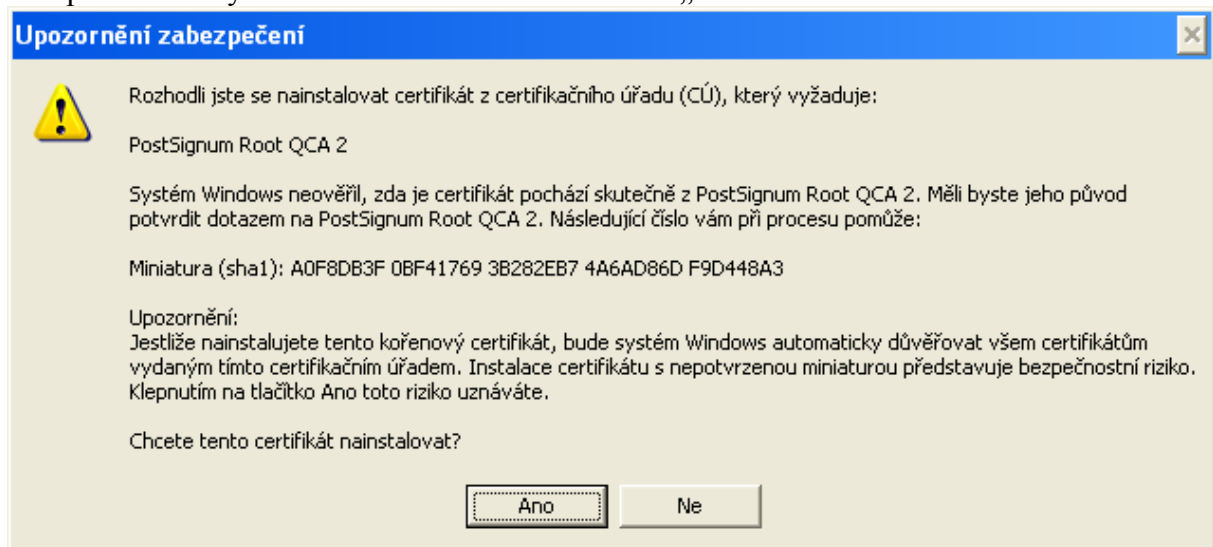 Upozornění zabezpečení
Rozhodli jste se nainstalovat certifikát z certifikačního úřadu (CÚ), který vyžaduje:
PostSignum Root QCA 2
Systém Windows neověřil, zda je certifikát pochází skutečně z PostSignum Root QCA 2. Měli byste jeho původ
potvrdit dotazem na PostSignum Root QCA 2. Následující číslo vám při procesu pomůže:
Miniatura (sha1): A0F8DB3F 0BF41769 3B282EB7 4A6AD86D F9D448A3
Upozornění:
Jestliže nainstalujete tento kořenový certifikát, bude systém Windows automaticky důvěřovat všem certifikátům
vydaným tímto certifikačním úřadem. Instalace certifikátu s nepotvrzenou miniaturou představuje bezpečnostní riziko.
Klepnutím na tlačítko Ano toto riziko uznáváte.
Chcete tento certifikát nainstalovat?
Ano
Ne